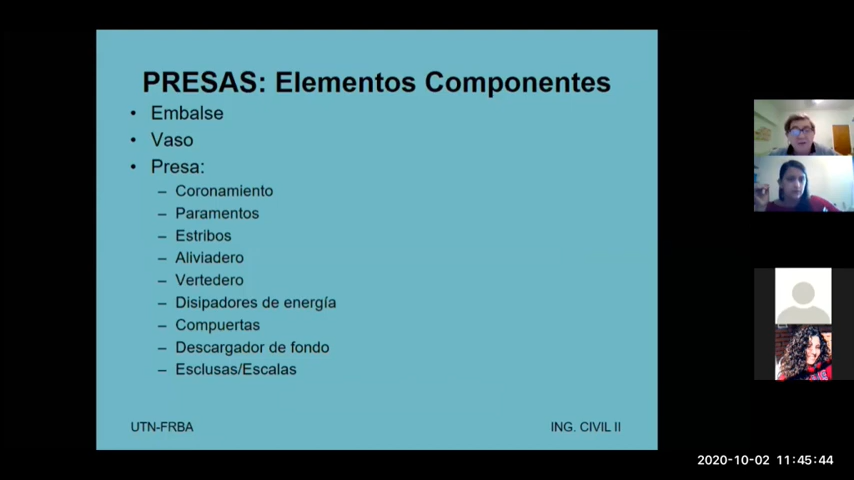 PRESAS: Elementos Componentes
• Embalse
• Vaso
• Presa:
– Coronamiento
– Paramentos
– Estribos
– Aliviadero
– Vertedero
– Disipadores de energía
– Compuertas
– Descargador de fondo
– Esclusas/Escalas
UTN-FRBA
ING. CIVIL II
2020-10-02 11:45:44